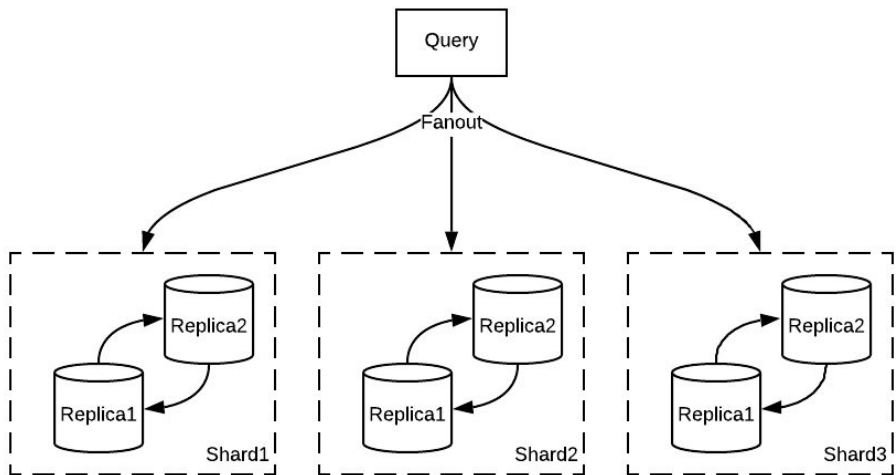 Query
Fanout
Replica2
Replica1
Shard1
Replica2
Replica1
Shard2
Replica2
Replica1
Shard3